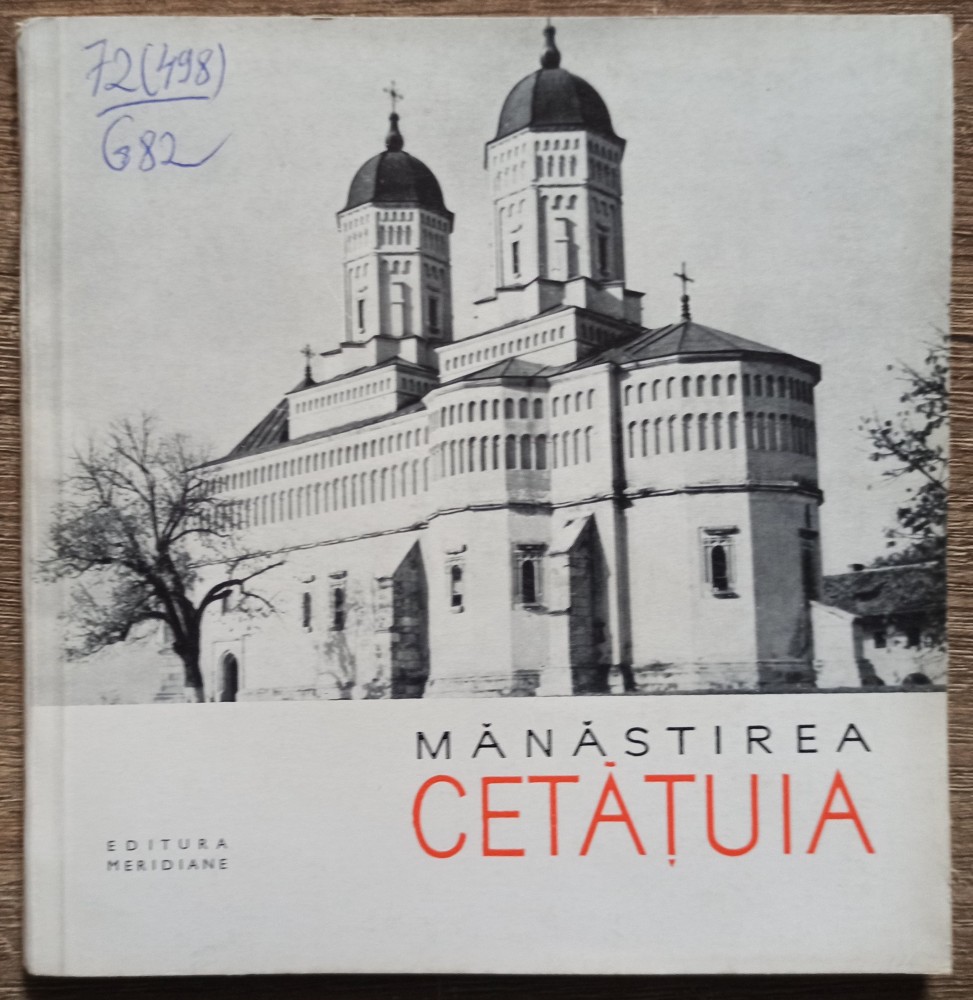 72(498)
G82
MĂNĂSTIREA
CETĂȚUIA
EDITURA
MERIDIANE